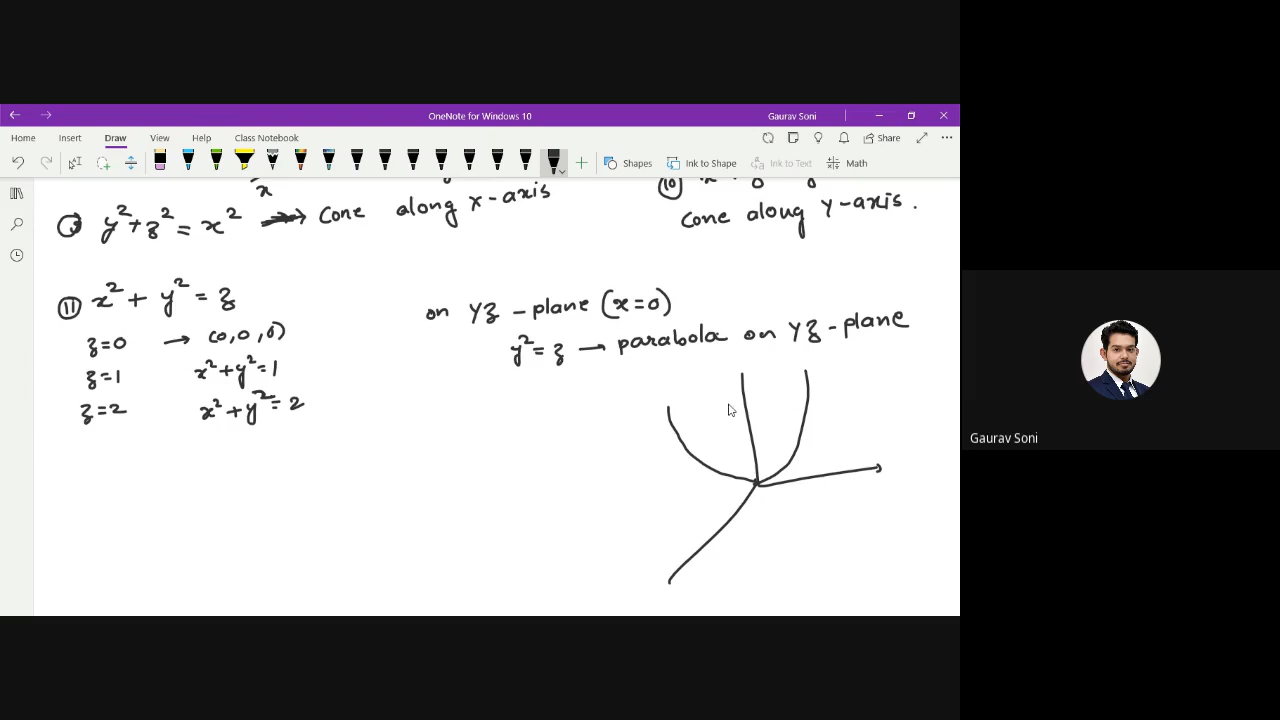 OneNote for Windows 10
Gaurav Soni
Home Insert Draw View Help Class Notebook
Share
Shapes Ink to Shape Ink to Text Math
x
y² + z² = x² → Cone along X-axis
⑩
Cone along Y-axis.
⑪ x² + y² = z
z=0 → (0, 0, 0)
z=1 x² + y² = 1
z=2 x² + y² = 2
on Yz - plane (x=0)
y² = z → parabola on Yz - plane
Gaurav Soni